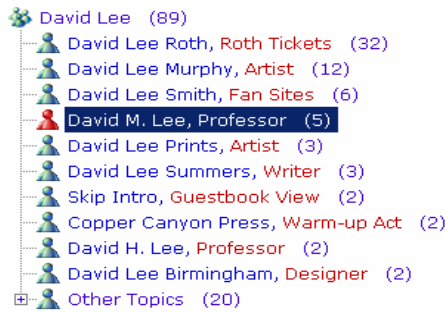 David Lee (89)
David Lee Roth, Roth Tickets (32)
David Lee Murphy, Artist (12)
David Lee Smith, Fan Sites (6)
David M. Lee, Professor (5)
David Lee Prints, Artist (3)
David Lee Summers, Writer (3)
Skip Intro, Guestbook View (2)
Copper Canyon Press, Warm-up Act (2)
David H. Lee, Professor (2)
David Lee Birmingham, Designer (2)
Other Topics (20)